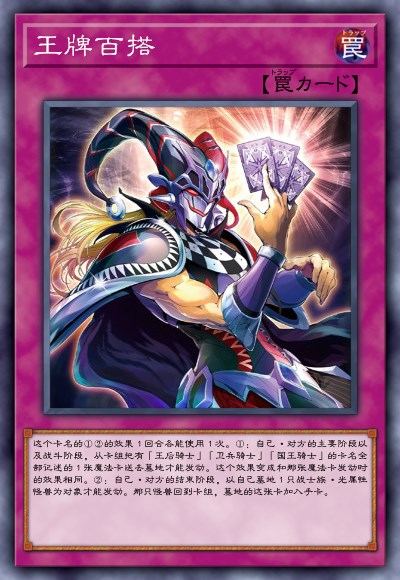 王牌百搭
トラップ
罠
トラップ
【罠カード】
这个卡名的①②的效果1回合各能使用1次。①：自己·对方的主要阶段以
及战斗阶段，从卡组把有「王后骑士」「卫兵骑士」「国王骑士」的卡名全
部记述的1张魔法卡送去墓地才能发动。这个效果变成和那张魔法卡发动时
的效果相同。②：自己·对方的结束阶段，以自己墓地1只战士族·光属性
怪兽为对象才能发动。那只怪兽回到卡组，墓地的这张卡加入手卡。